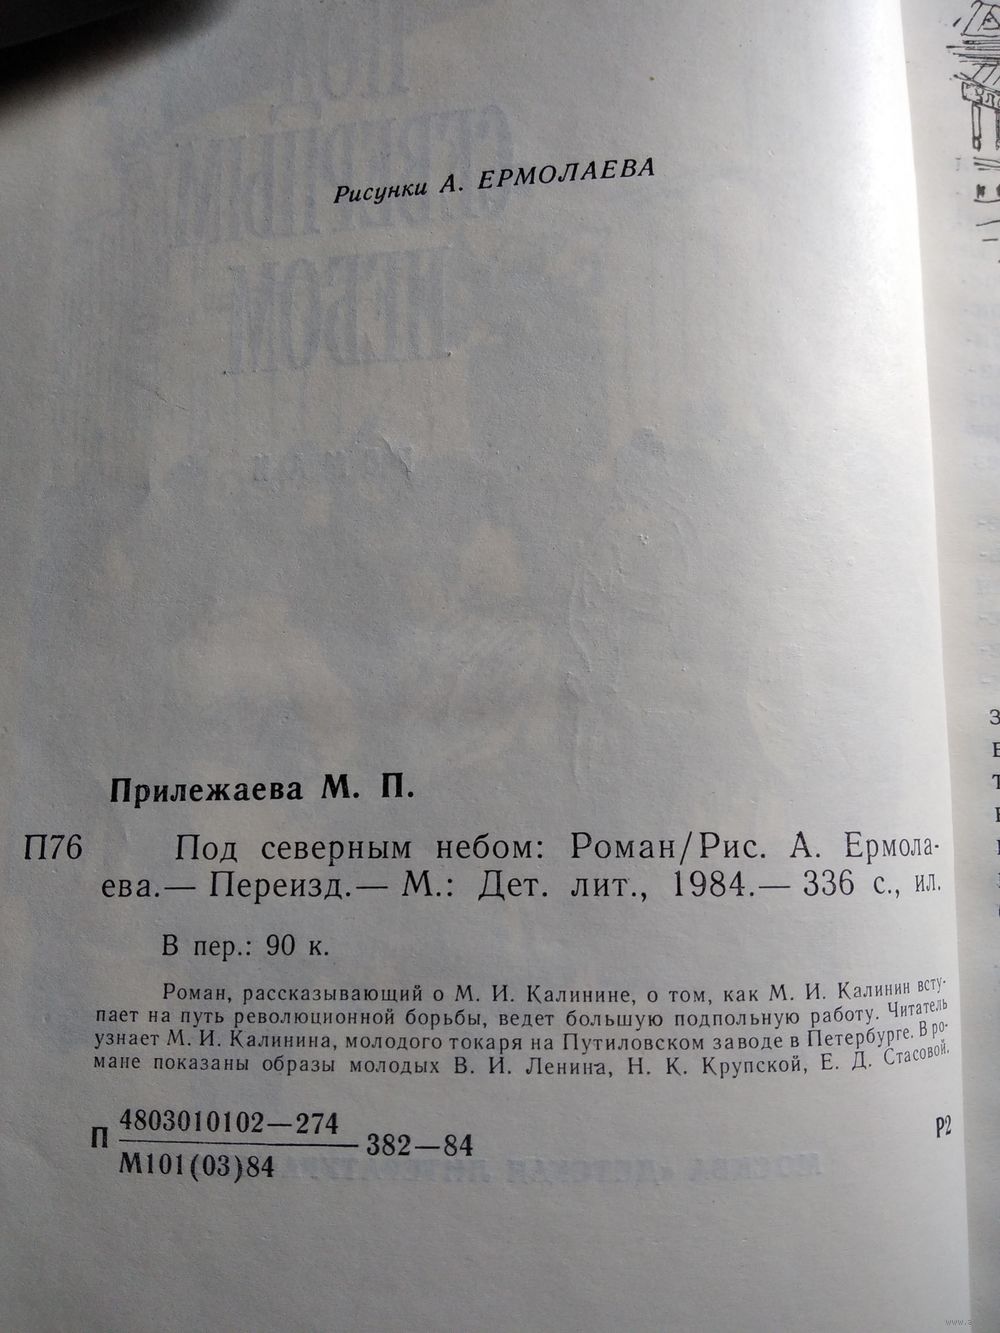 Рисунки А. ЕРМОЛАЕВА
Прилежаева М. П.
П76 Под северным небом: Роман/Рис. А. Ермола-
ева.— Переизд.— М.: Дет. лит., 1984.— 336 с., ил.
В пер.: 90 к.
Роман, рассказывающий о М. И. Калинине, о том, как М. И. Калинин всту-
пает на путь революционной борьбы, ведет большую подпольную работу. Читатель
узнает М. И. Калинина, молодого токаря на Путиловском заводе в Петербурге. В ро-
мане показаны образы молодых В. И. Ленина, Н. К. Крупской, Е. Д. Стасовой.
П 4803010102—274
М101(03)84
382—84
Р2